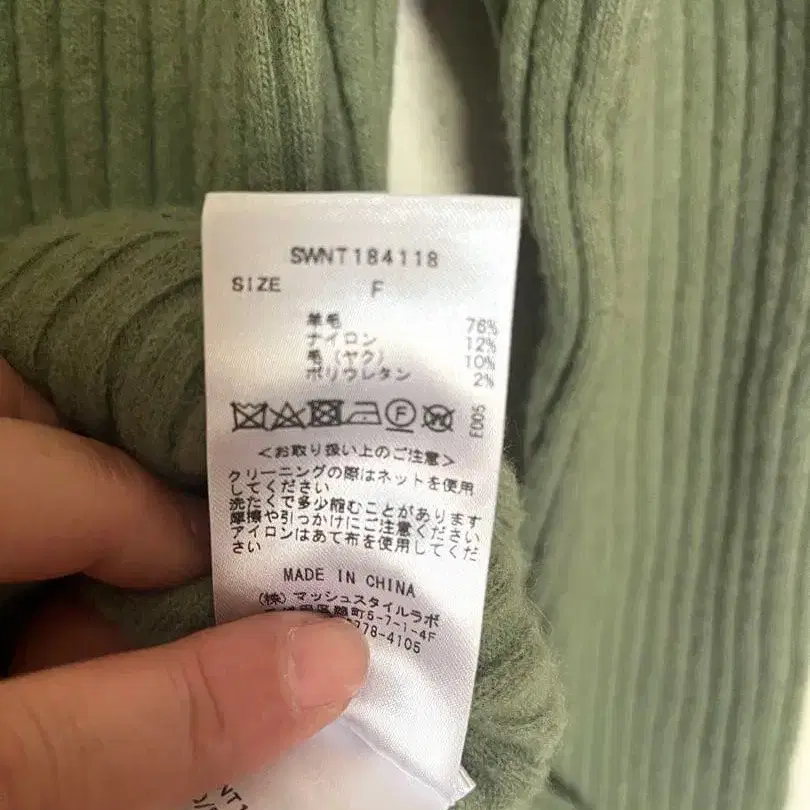 SWNT184118
SIZE F
羊毛 76%
ナイロン 12%
毛(ヤク) 10%
ポリウレタン 2%
F W
E005
<お取り扱い上のご注意>
クリーニングの際はネットを使用
してください
洗たくで多少縮むことがあります
摩擦や引っかけにご注意ください
アイロンはあて布を使用してくだ
さい
MADE IN CHINA
(株)マッシュスタイルラボ
町5-7-1-4F
778-4105
NT1